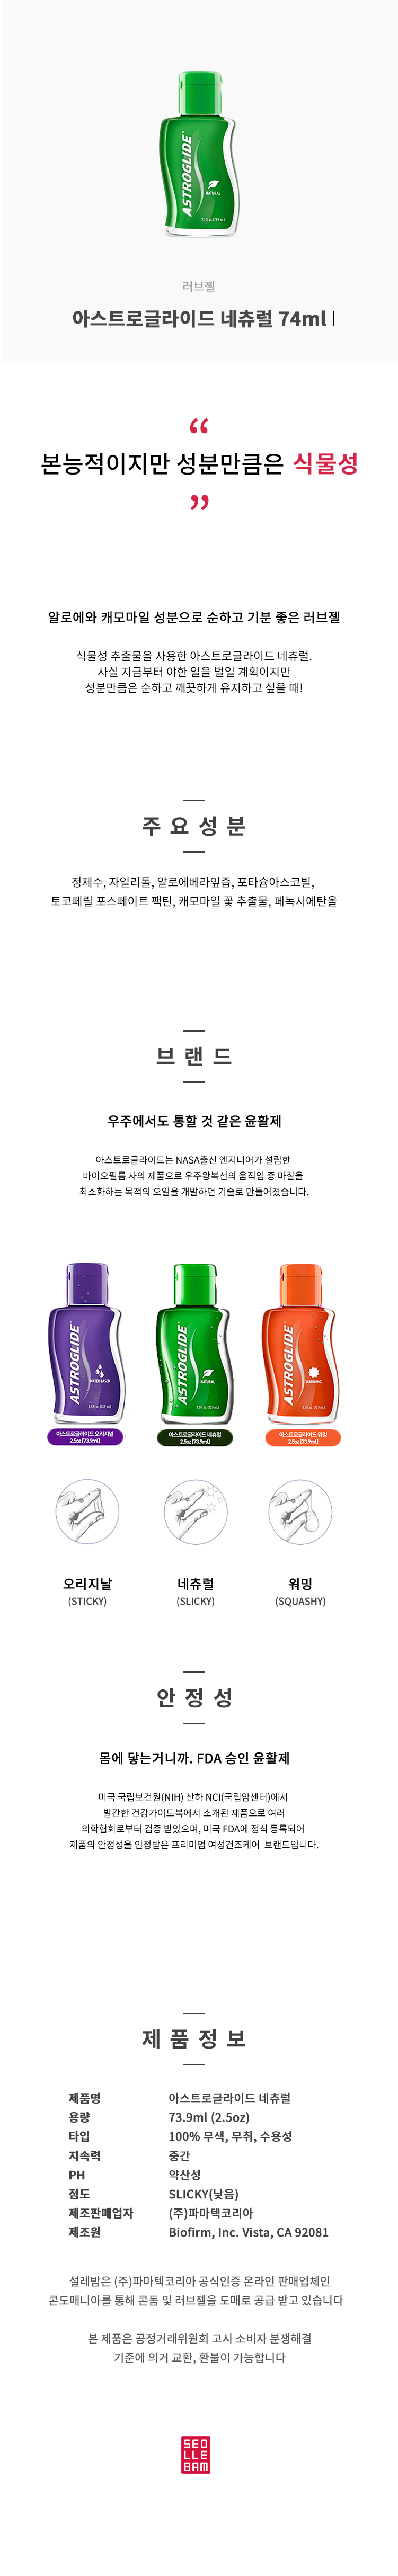 ASTROGLIDE
NATURAL
2.5 fl. oz. (73.9 mL)
러브젤
아스트로글라이드 네츄럴 74ml
“
본능적이지만 성분만큼은 식물성
”
알로에와 캐모마일 성분으로 순하고 기분 좋은 러브젤
식물성 추출물을 사용한 아스트로글라이드 네츄럴.
사실 지금부터 야한 일을 벌일 계획이지만
성분만큼은 순하고 깨끗하게 유지하고 싶을 때!
주요성분
정제수, 자일리톨, 알로에베라잎즙, 포타슘아스코빌,
토코페릴 포스페이트 팩틴, 캐모마일 꽃 추출물, 페녹시에탄올
브랜드
우주에서도 통할 것 같은 윤활제
아스트로글라이드는 NASA출신 엔지니어가 설립한
바이오필름 사의 제품으로 우주왕복선의 움직임 중 마찰을
최소화하는 목적의 오일을 개발하던 기술로 만들어졌습니다.
ASTROGLIDE WATER BASED 2.5 fl. oz. (73.9 mL)
ASTROGLIDE NATURAL 2.5 fl. oz. (73.9 mL)
ASTROGLIDE WARMING 2.5 fl. oz. (73.9 mL)
아스트로글라이드 오리지널 아스트로글라이드 네츄럴 아스트로글라이드 워밍
2.5oz [73.9ml] 2.5oz [73.9ml] 2.5oz [73.9ml]
오리지날 네츄럴 워밍
(STICKY) (SLICKY) (SQUASHY)
안정성
몸에 닿는거니까. FDA 승인 윤활제
미국 국립보건원(NIH) 산하 NCI(국립암센터)에서
발간한 건강가이드북에서 소개된 제품으로 여러
의학협회로부터 검증 받았으며, 미국 FDA에 정식 등록되어
제품의 안정성을 인정받은 프리미엄 여성건조케어 브랜드입니다.
제품정보
제품명 아스트로글라이드 네츄럴
용량 73.9ml (2.5oz)
타입 100% 무색, 무취, 수용성
지속력 중간
PH 약산성
점도 SLICKY(낮음)
제조판매업자 (주)파마텍코리아
제조원 Biofirm, Inc. Vista, CA 92081
설레밤은 (주)파마텍코리아 공식인증 온라인 판매업체인
콘도매니아를 통해 콘돔 및 러브젤을 도매로 공급 받고 있습니다
본 제품은 공정거래위원회 고시 소비자 분쟁해결
기준에 의거 교환, 환불이 가능합니다
SEO
LLE
BAM